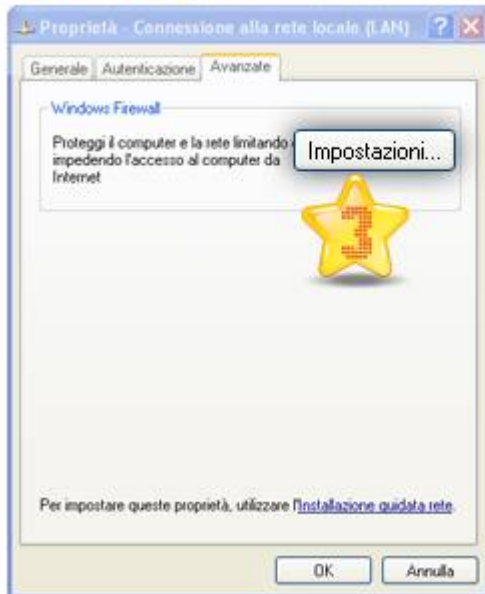 Proprietà - Connessione alla rete locale (LAN)
Generale Autenticazione Avanzate
Windows Firewall
Proteggi il computer e la rete limitando
impedendo l'accesso al computer da
Internet
Impostazioni...
3
Per impostare queste proprietà, utilizzare l'Installazione guidata rete.
OK Annulla